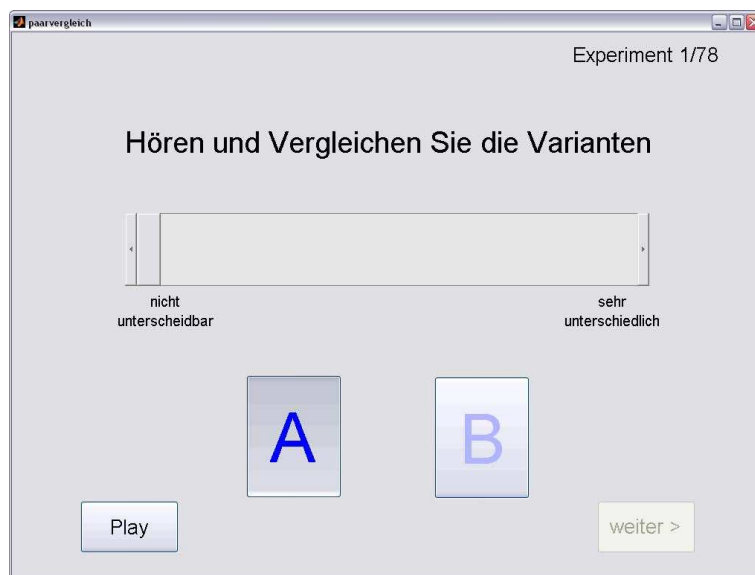 paarvergleich
Experiment 1/78
Hören und Vergleichen Sie die Varianten
nicht
unterscheidbar
sehr
unterschiedlich
A
B
Play
weiter >